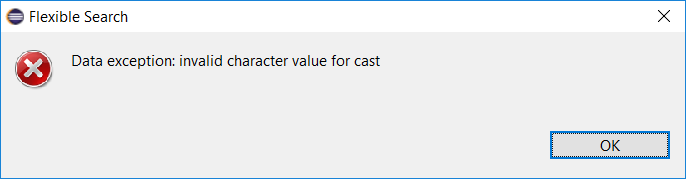 Flexible Search
Data exception: invalid character value for cast
OK